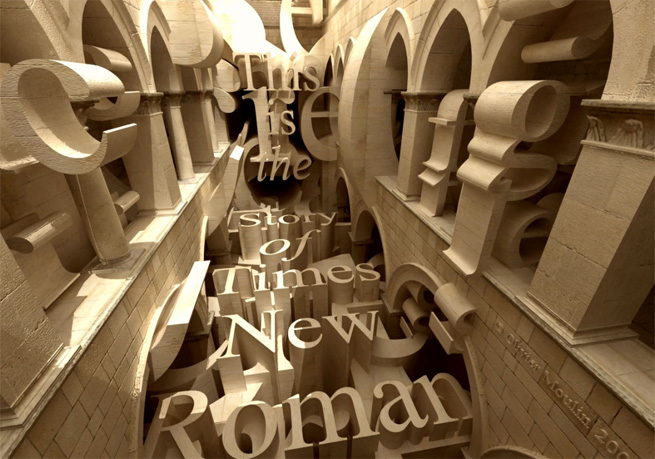 This
is
the
Story
of
Times
New
Roman